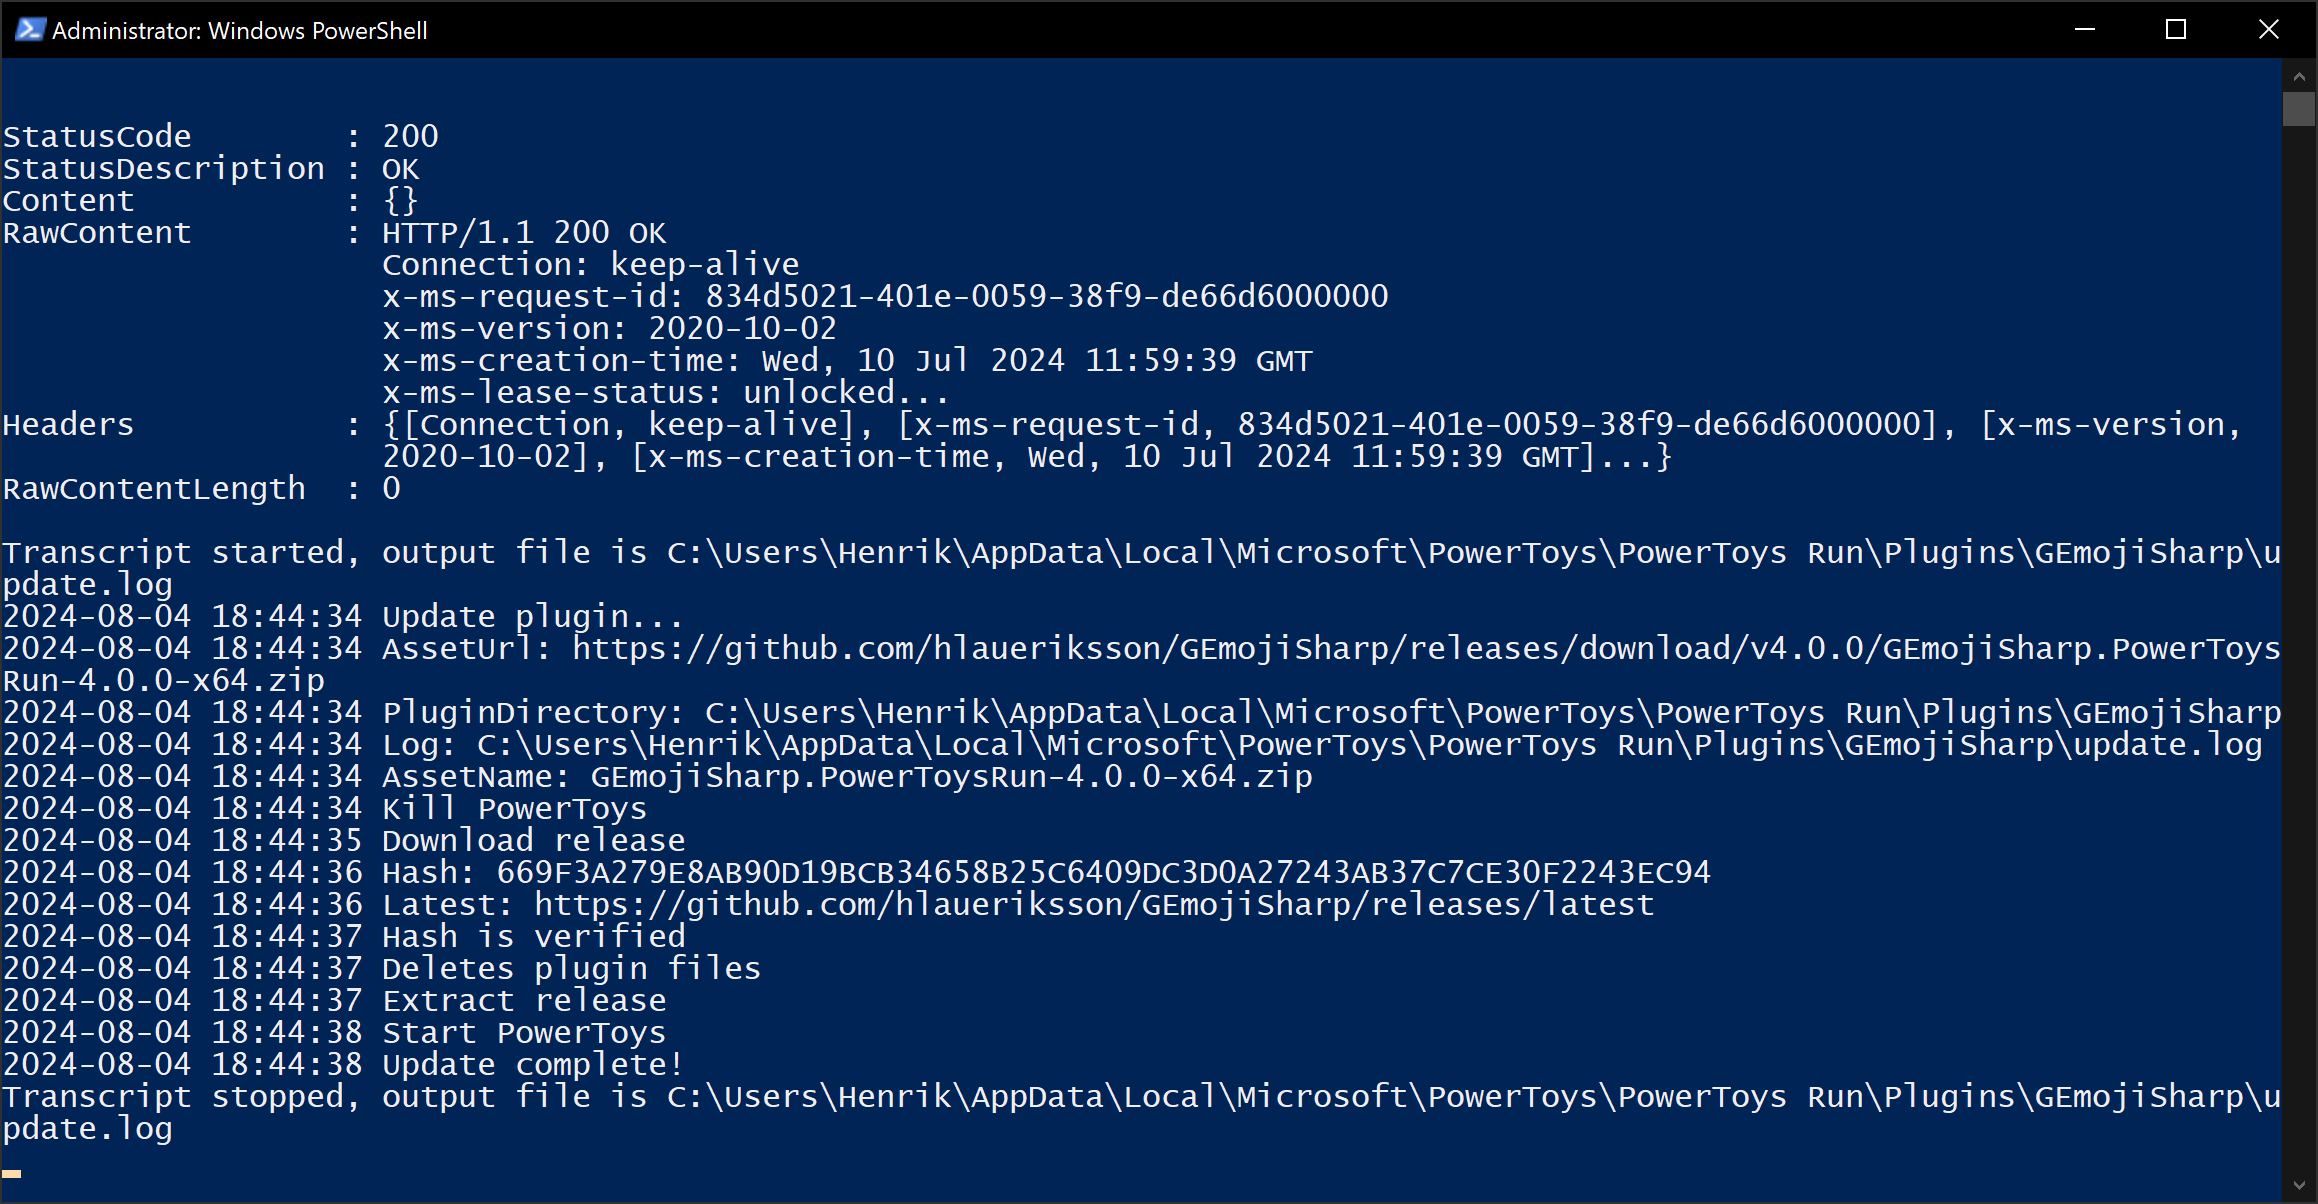 Administrator: Windows PowerShell
StatusCode        : 200
StatusDescription : OK
Content           : {}
RawContent        : HTTP/1.1 200 OK
                    Connection: keep-alive
                    x-ms-request-id: 834d5021-401e-0059-38f9-de66d6000000
                    x-ms-version: 2020-10-02
                    x-ms-creation-time: Wed, 10 Jul 2024 11:59:39 GMT
                    x-ms-lease-status: unlocked...
Headers           : {[Connection, keep-alive], [x-ms-request-id, 834d5021-401e-0059-38f9-de66d6000000], [x-ms-version,
                    2020-10-02], [x-ms-creation-time, Wed, 10 Jul 2024 11:59:39 GMT]...}
RawContentLength  : 0
Transcript started, output file is C:\Users\Henrik\AppData\Local\Microsoft\PowerToys\PowerToys Run\Plugins\GEmojiSharp\u
pdate.log
2024-08-04 18:44:34 Update plugin...
2024-08-04 18:44:34 AssetUrl: https://github.com/hlaueriksson/GEmojiSharp/releases/download/v4.0.0/GEmojiSharp.PowerToys
Run-4.0.0-x64.zip
2024-08-04 18:44:34 PluginDirectory: C:\Users\Henrik\AppData\Local\Microsoft\PowerToys\PowerToys Run\Plugins\GEmojiSharp
2024-08-04 18:44:34 Log: C:\Users\Henrik\AppData\Local\Microsoft\PowerToys\PowerToys Run\Plugins\GEmojiSharp\update.log
2024-08-04 18:44:34 AssetName: GEmojiSharp.PowerToysRun-4.0.0-x64.zip
2024-08-04 18:44:34 Kill PowerToys
2024-08-04 18:44:35 Download release
2024-08-04 18:44:36 Hash: 669F3A279E8AB90D19BCB34658B25C6409DC3D0A27243AB37C7CE30F2243EC94
2024-08-04 18:44:36 Latest: https://github.com/hlaueriksson/GEmojiSharp/releases/latest
2024-08-04 18:44:37 Hash is verified
2024-08-04 18:44:37 Deletes plugin files
2024-08-04 18:44:37 Extract release
2024-08-04 18:44:38 Start PowerToys
2024-08-04 18:44:38 Update complete!
Transcript stopped, output file is C:\Users\Henrik\AppData\Local\Microsoft\PowerToys\PowerToys Run\Plugins\GEmojiSharp\u
pdate.log